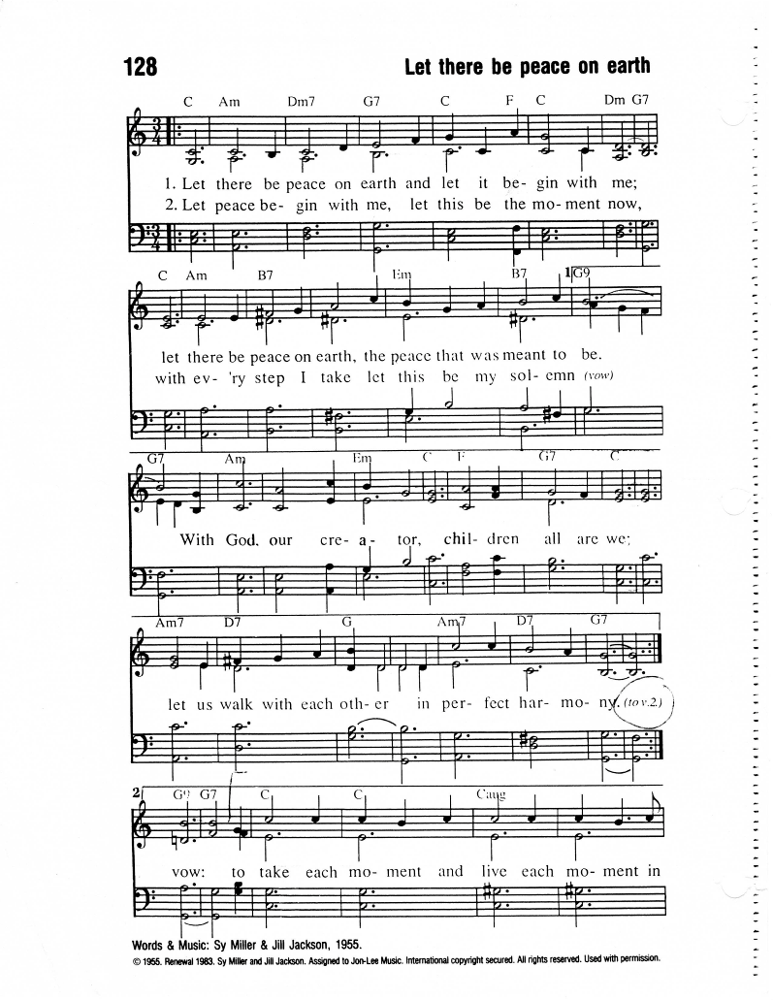 128 Let there be peace on earth
C Am Dm7 G7 C F C Dm G7
1. Let there be peace on earth and let it be- gin with me;
2. Let peace be- gin with me, let this be the mo- ment now,
C Am B7 Em B7 1 G9
let there be peace on earth, the peace that was meant to be.
with ev- 'ry step I take let this be my sol- emn (vow)
G7 Am Em C F G7 C
With God. our cre- a- tor, chil- dren all are we;
Am7 D7 G Am7 D7 G7
let us walk with each oth- er in per- fect har- mo- ny. (to v.2.)
2 G9 G7 C C Caug
vow: to take each mo- ment and live each mo- ment in
Words & Music: Sy Miller & Jill Jackson, 1955.
© 1955. Renewal 1983. Sy Miller and Jill Jackson. Assigned to Jon-Lee Music. International copyright secured. All rights reserved. Used with permission.